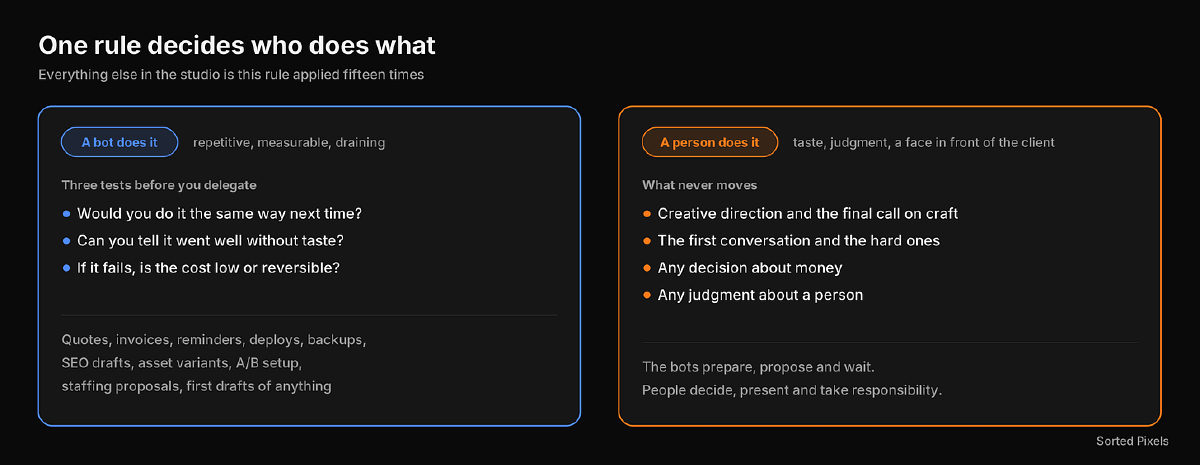 One rule decides who does what
Everything else in the studio is this rule applied fifteen times
A bot does it
repetitive, measurable, draining
Three tests before you delegate
Would you do it the same way next time?
Can you tell it went well without taste?
If it fails, is the cost low or reversible?
Quotes, invoices, reminders, deploys, backups,
SEO drafts, asset variants, A/B setup,
staffing proposals, first drafts of anything
A person does it
taste, judgment, a face in front of the client
What never moves
Creative direction and the final call on craft
The first conversation and the hard ones
Any decision about money
Any judgment about a person
The bots prepare, propose and wait.
People decide, present and take responsibility.
Sorted Pixels